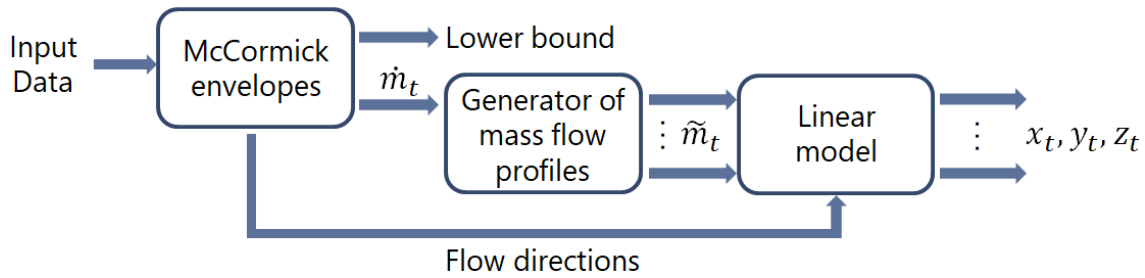 Input
Data
McCormick
envelopes
Lower bound
ṁ_t
Generator of
mass flow
profiles
⋮ m̃_t
Linear
model
⋮
x_t, y_t, z_t
Flow directions